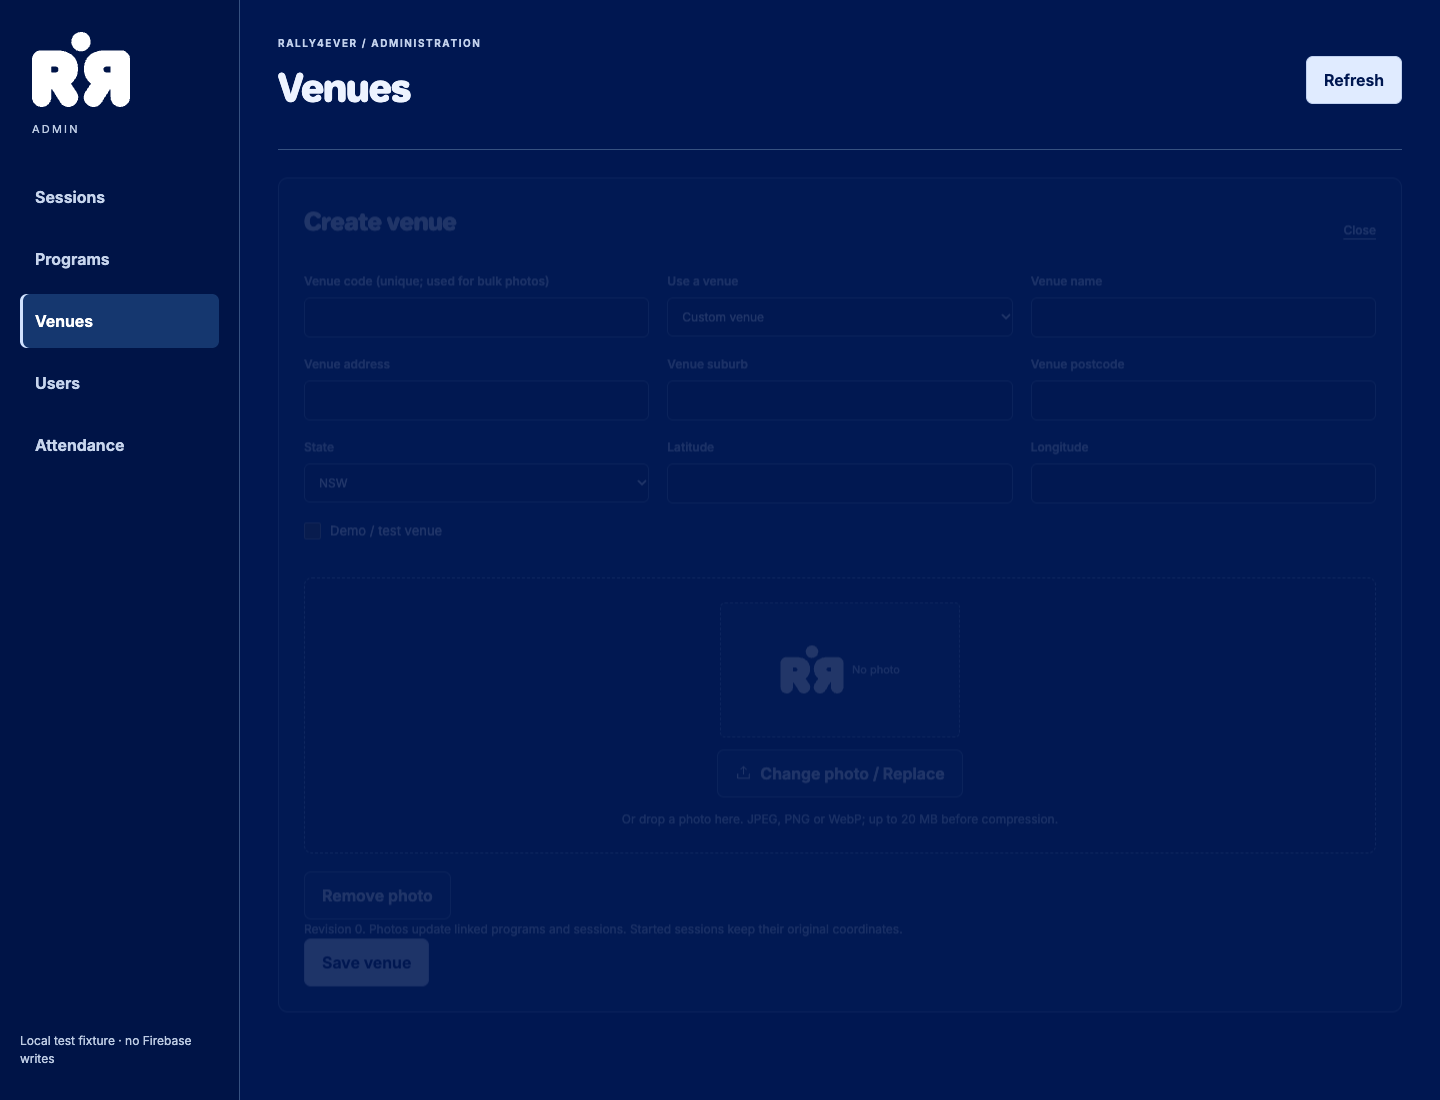 RR
ADMIN
Sessions
Programs
Venues
Users
Attendance
Local test fixture · no Firebase
writes
RALLY4EVER / ADMINISTRATION
Venues
Refresh
Create venue
Close
Venue code (unique; used for bulk photos)
Use a venue
Venue name
Custom venue
Venue address
Venue suburb
Venue postcode
State
Latitude
Longitude
NSW
Demo / test venue
RR
No photo
Change photo / Replace
Or drop a photo here. JPEG, PNG or WebP; up to 20 MB before compression.
Remove photo
Revision 0. Photos update linked programs and sessions. Started sessions keep their original coordinates.
Save venue